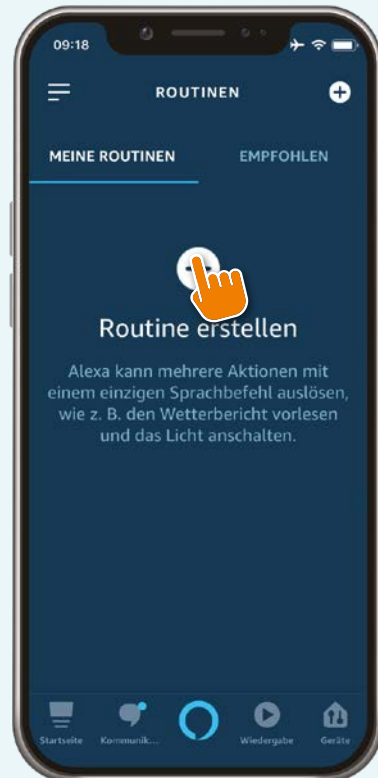 09:18
ROUTINEN
MEINE ROUTINEN EMPFOHLEN
Routine erstellen
Alexa kann mehrere Aktionen mit
einem einzigen Sprachbefehl auslösen,
wie z. B. den Wetterbericht vorlesen
und das Licht anschalten.
Startseite Kommunik... Wiedergabe Geräte